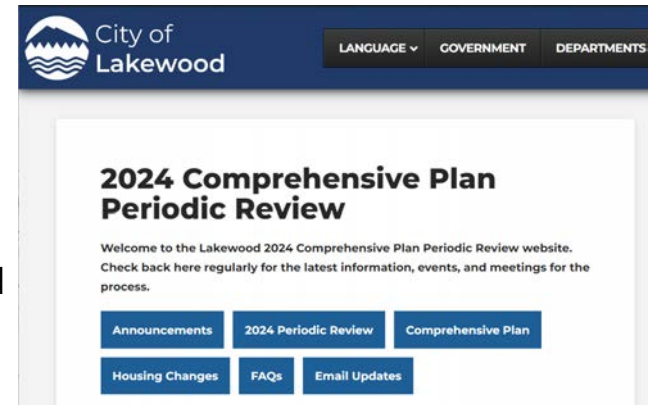 City of
Lakewood
LANGUAGE GOVERNMENT DEPARTMENTS
2024 Comprehensive Plan
Periodic Review
Welcome to the Lakewood 2024 Comprehensive Plan Periodic Review website.
Check back here regularly for the latest information, events, and meetings for the
process.
Announcements 2024 Periodic Review Comprehensive Plan
Housing Changes FAQs Email Updates